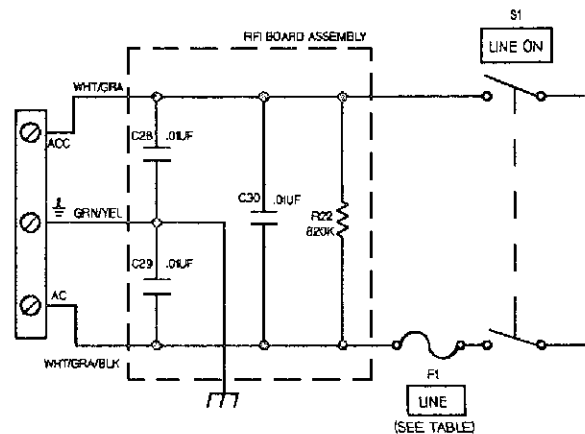 RFI BOARD ASSEMBLY
S1
LINE ON
WHT/GRA
C28 .01UF
ACC
GRN/YEL
C30 .01UF
R22
820K
C29 .01UF
AC
WHT/GRA/BLK
F1
LINE
(SEE TABLE)